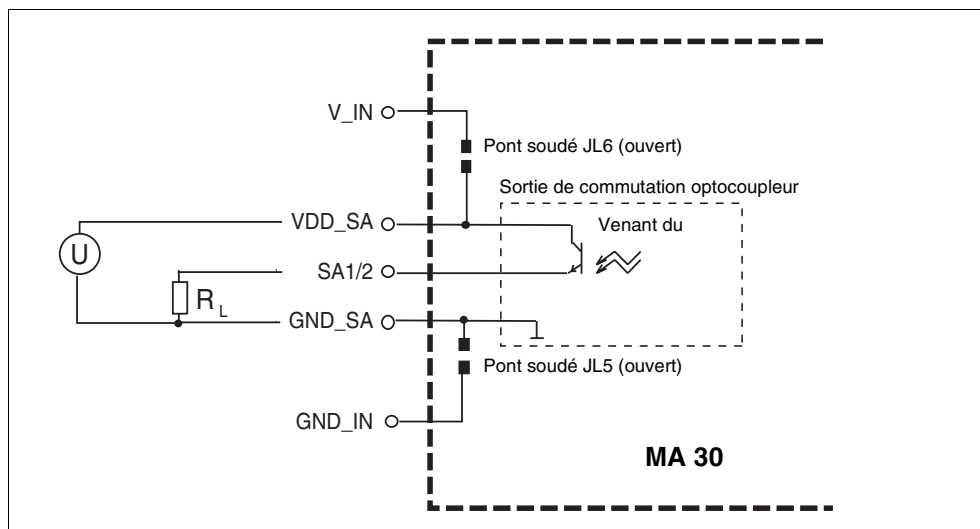 V_IN
Pont soudé JL6 (ouvert)
Sortie de commutation optocoupleur
VDD_SA
Venant du
U
SA1/2
R L
GND_SA
Pont soudé JL5 (ouvert)
GND_IN
MA 30